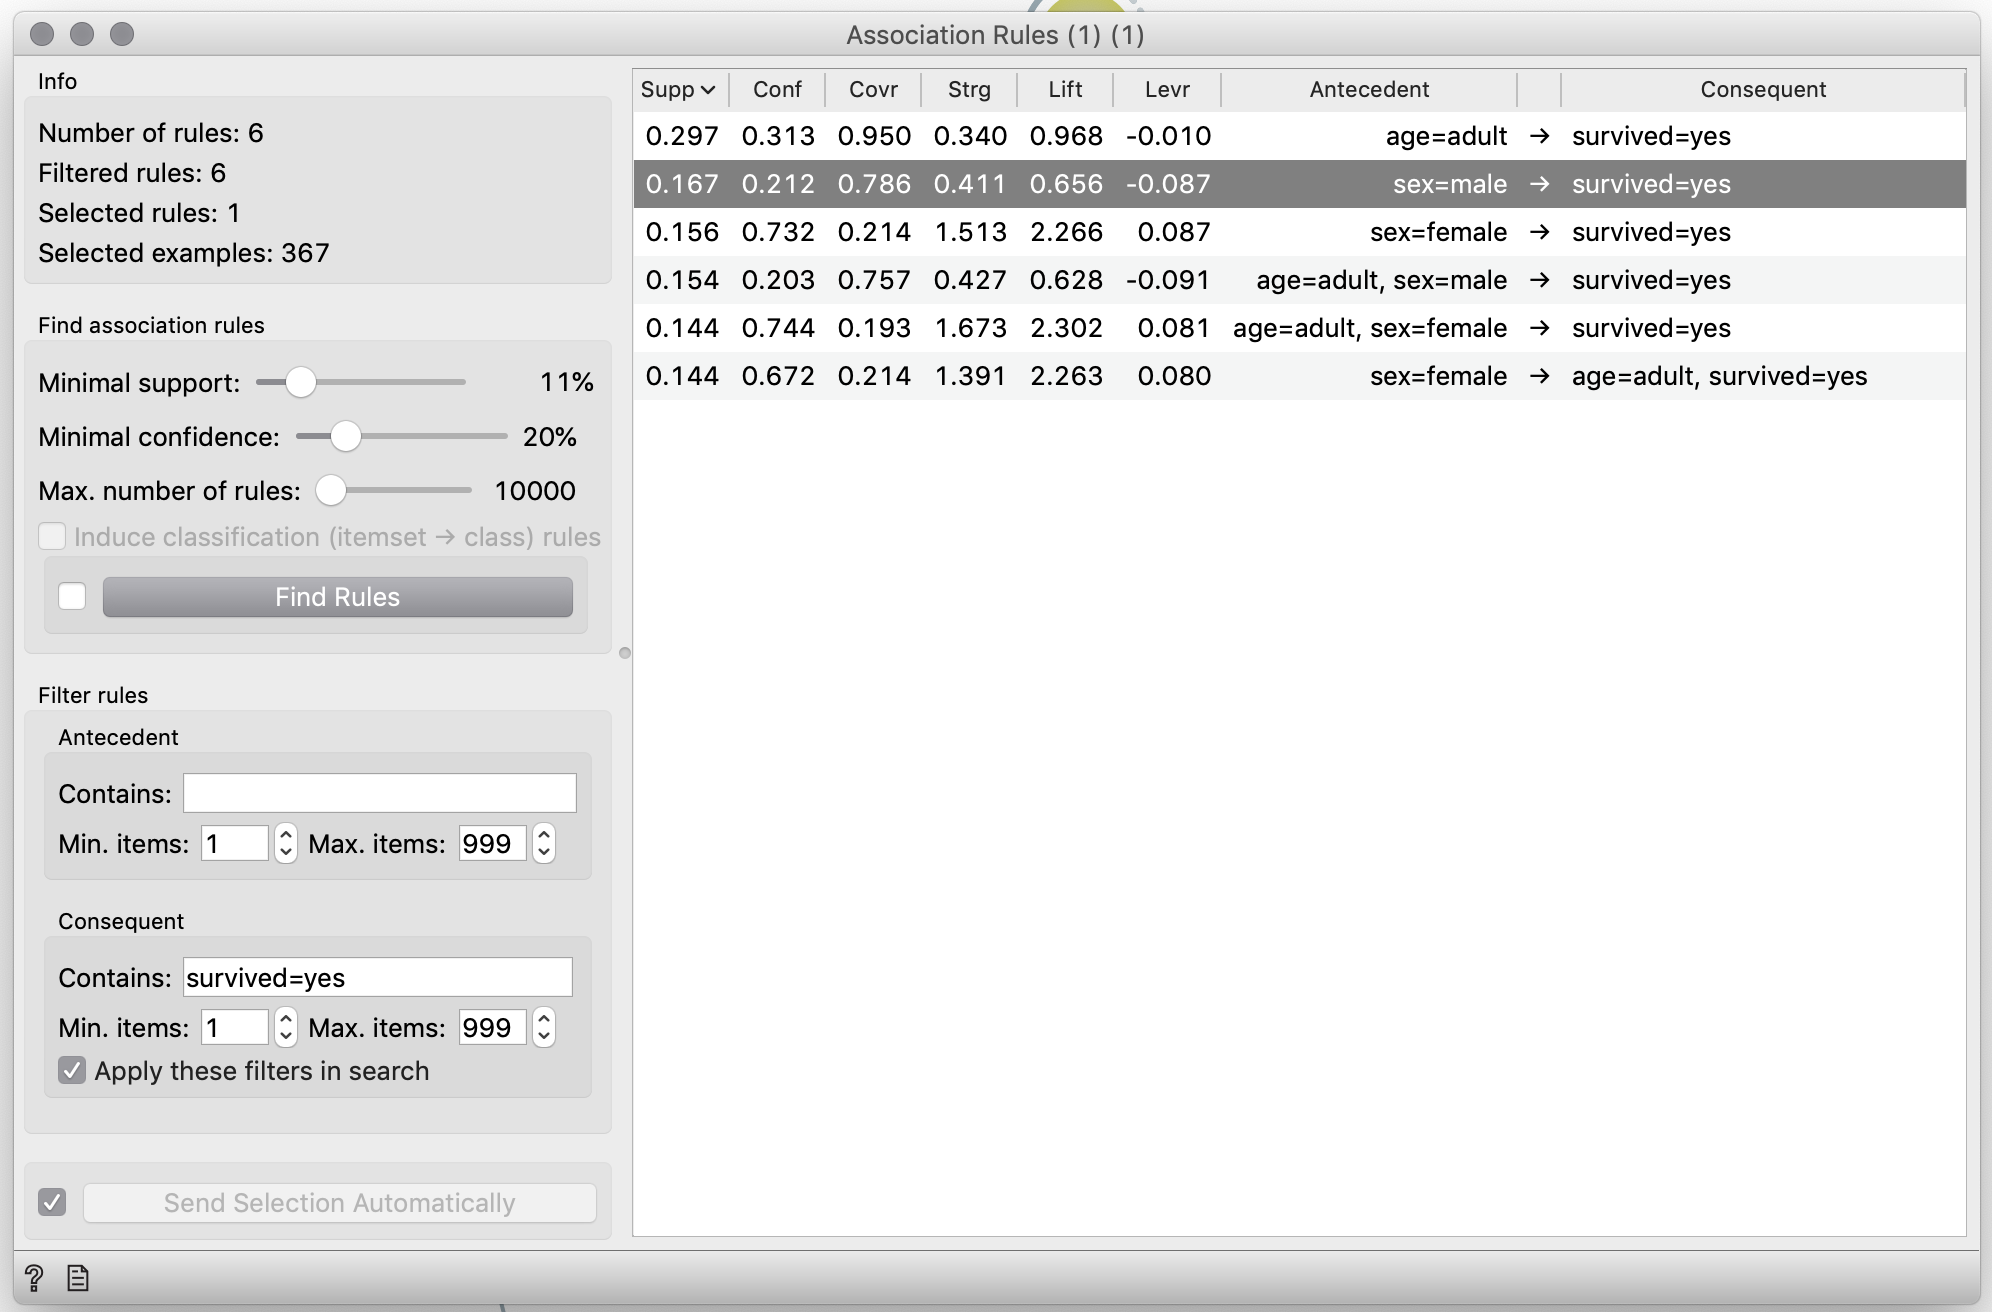 Association Rules (1) (1)
Info
Number of rules: 6
Filtered rules: 6
Selected rules: 1
Selected examples: 367
Find association rules
Minimal support: 11%
Minimal confidence: 20%
Max. number of rules: 10000
Induce classification (itemset → class) rules
Find Rules
Filter rules
Antecedent
Contains:
Min. items: 1 Max. items: 999
Consequent
Contains: survived=yes
Min. items: 1 Max. items: 999
Apply these filters in search
Send Selection Automatically
Supp Conf Covr Strg Lift Levr Antecedent Consequent
0.297 0.313 0.950 0.340 0.968 -0.010 age=adult → survived=yes
0.167 0.212 0.786 0.411 0.656 -0.087 sex=male → survived=yes
0.156 0.732 0.214 1.513 2.266 0.087 sex=female → survived=yes
0.154 0.203 0.757 0.427 0.628 -0.091 age=adult, sex=male → survived=yes
0.144 0.744 0.193 1.673 2.302 0.081 age=adult, sex=female → survived=yes
0.144 0.672 0.214 1.391 2.263 0.080 sex=female → age=adult, survived=yes
?